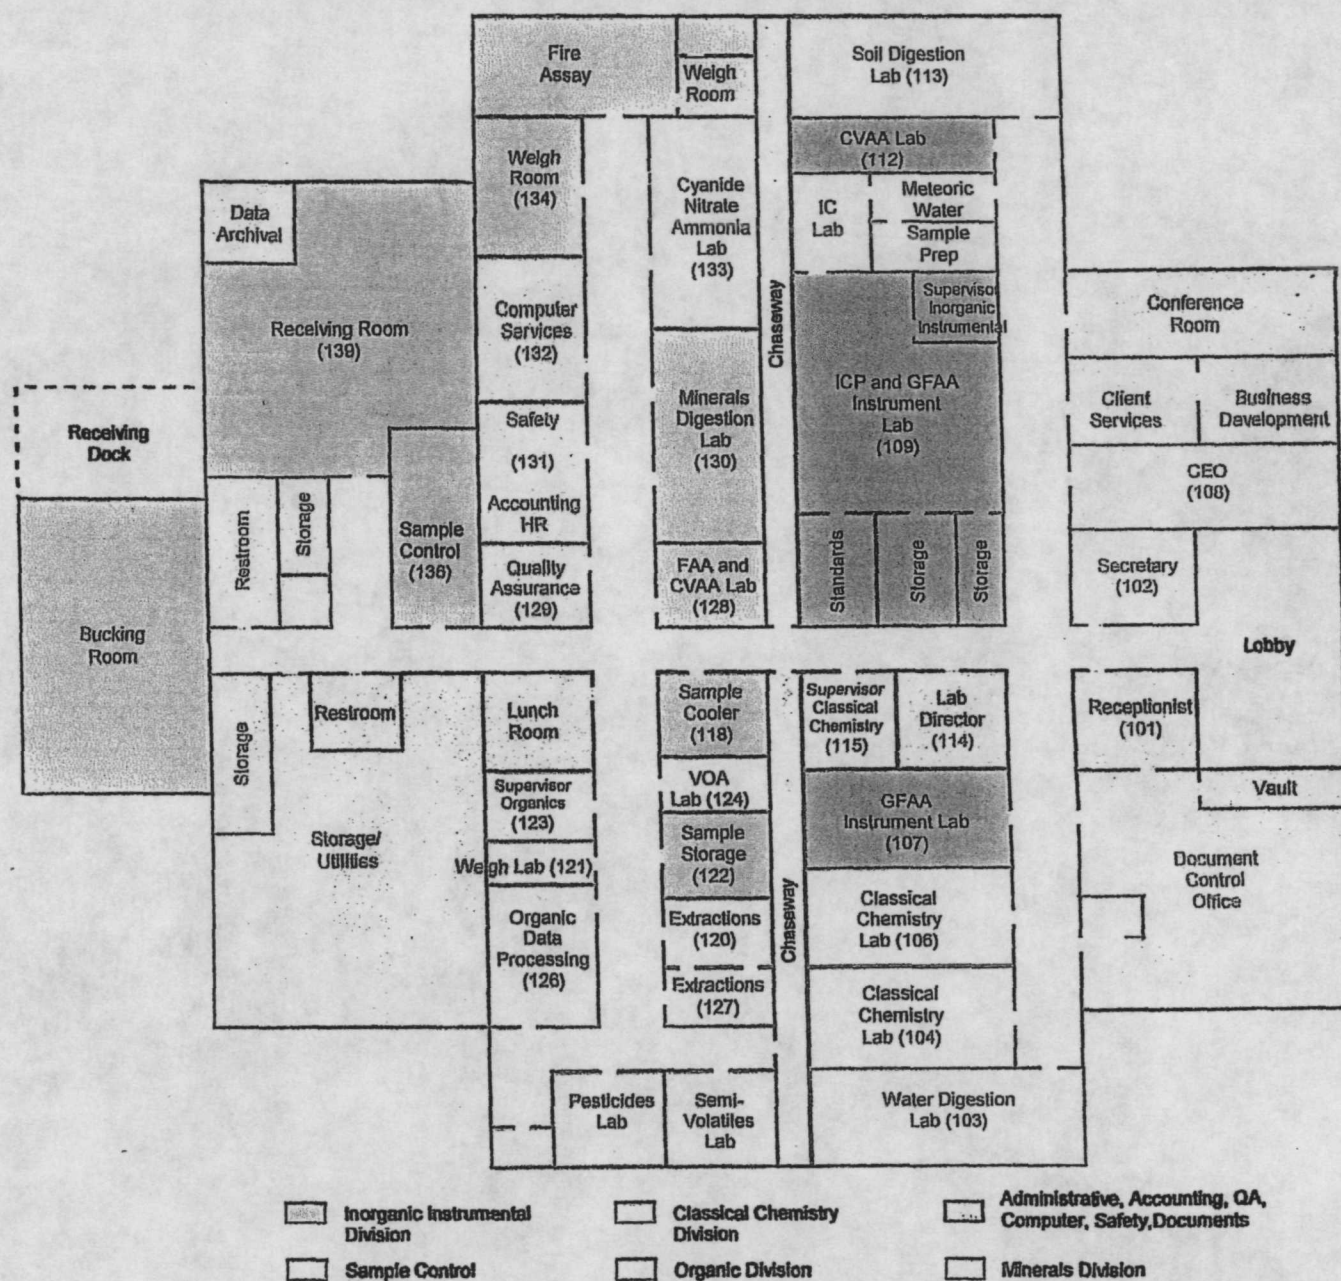 Fire
Assay
Weigh
Room
Soil Digestion
Lab (113)
Weigh
Room
(134)
Cyanide
Nitrate
Ammonia
Lab
(133)
CVAA Lab
(112)
IC
Lab
Meteoric
Water
Sample
Prep
Data
Archival
Receiving Room
(139)
Computer
Services
(132)
Chaseway
Supervisor
Inorganic
Instrumental
Conference
Room
Receiving
Dock
Safety
(131)
Accounting
HR
Minerals
Digestion
Lab
(130)
ICP and GFAA
Instrument
Lab
(109)
Client
Services
Business
Development
CEO
(108)
Restroom
Storage
Sample
Control
(136)
Quality
Assurance
(129)
FAA and
CVAA Lab
(128)
Standards
Storage
Storage
Secretary
(102)
Bucking
Room
Lobby
Storage
Restroom
Lunch
Room
Sample
Cooler
(118)
Supervisor
Classical
Chemistry
(115)
Lab
Director
(114)
Receptionist
(101)
Supervisor
Organics
(123)
VOA
Lab (124)
GFAA
Instrument Lab
(107)
Vault
Storage/
Utilities
Weigh Lab (121)
Sample
Storage
(122)
Chaseway
Document
Control
Office
Organic
Data
Processing
(126)
Extractions
(120)
Classical
Chemistry
Lab (106)
Extractions
(127)
Classical
Chemistry
Lab (104)
Pesticides
Lab
Semi-
Volatiles
Lab
Water Digestion
Lab (103)
Inorganic Instrumental
Division
Classical Chemistry
Division
Administrative, Accounting, QA,
Computer, Safety,Documents
Sample Control
Organic Division
Minerals Division